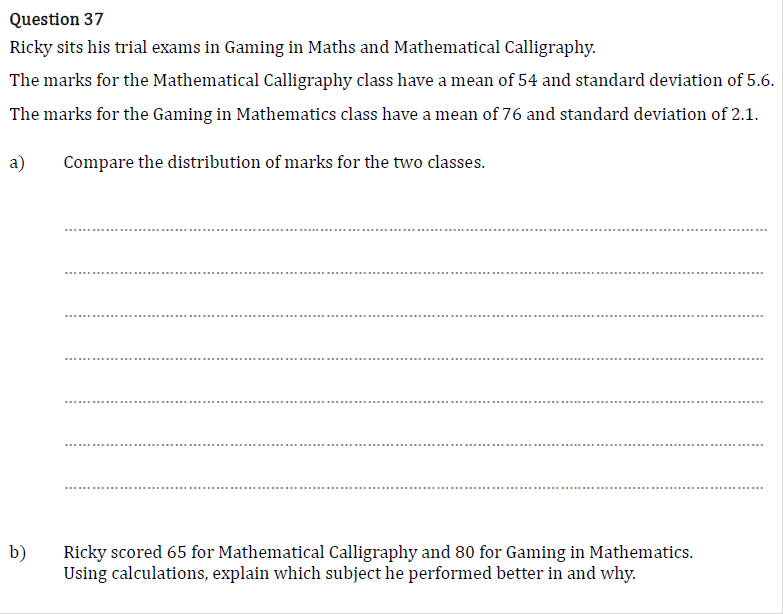 Question 37
Ricky sits his trial exams in Gaming in Maths and Mathematical Calligraphy.
The marks for the Mathematical Calligraphy class have a mean of 54 and standard deviation of 5.6.
The marks for the Gaming in Mathematics class have a mean of 76 and standard deviation of 2.1.
a) Compare the distribution of marks for the two classes.
b) Ricky scored 65 for Mathematical Calligraphy and 80 for Gaming in Mathematics.
Using calculations, explain which subject he performed better in and why.